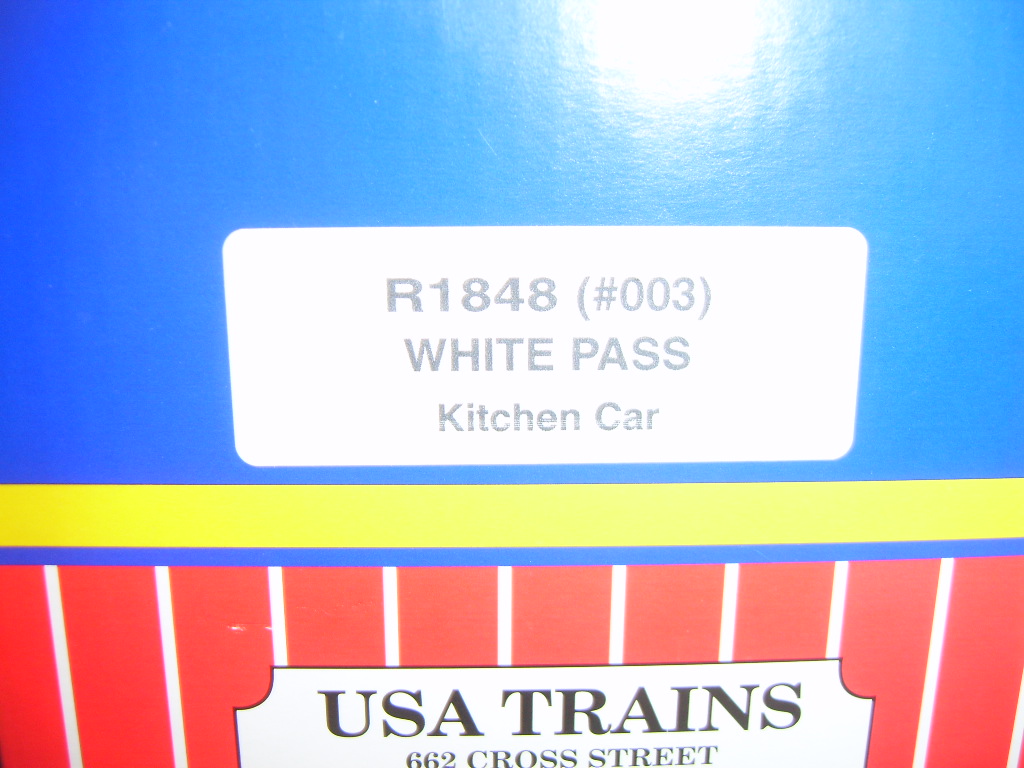 R1848 (#003)
WHITE PASS
Kitchen Car
USA TRAINS
662 CROSS STREET